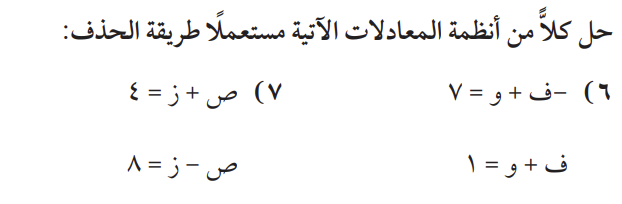 حل كلاًّ من أنظمة المعادلات الآتية مستعملًا طريقة الحذف:
٦) –ف + و = ٧ ٧) ص + ز = ٤
ف + و = ١ ص – ز = ٨